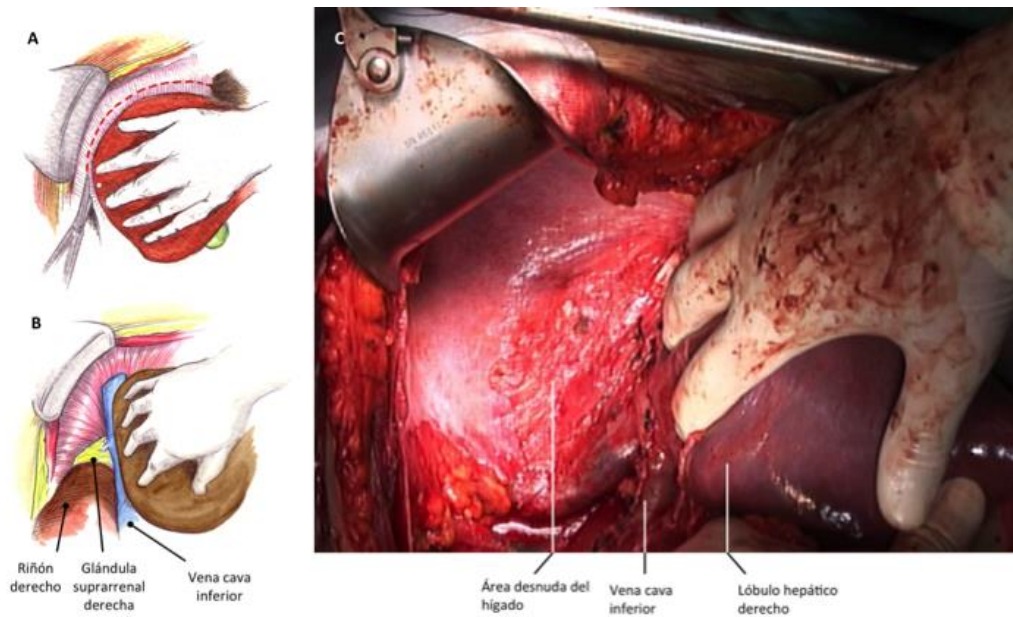 A
B
C
Riñón
derecho
Glándula
suprarrenal
derecha
Vena cava
inferior
Área desnuda del
hígado
Vena cava
inferior
Lóbulo hepático
derecho